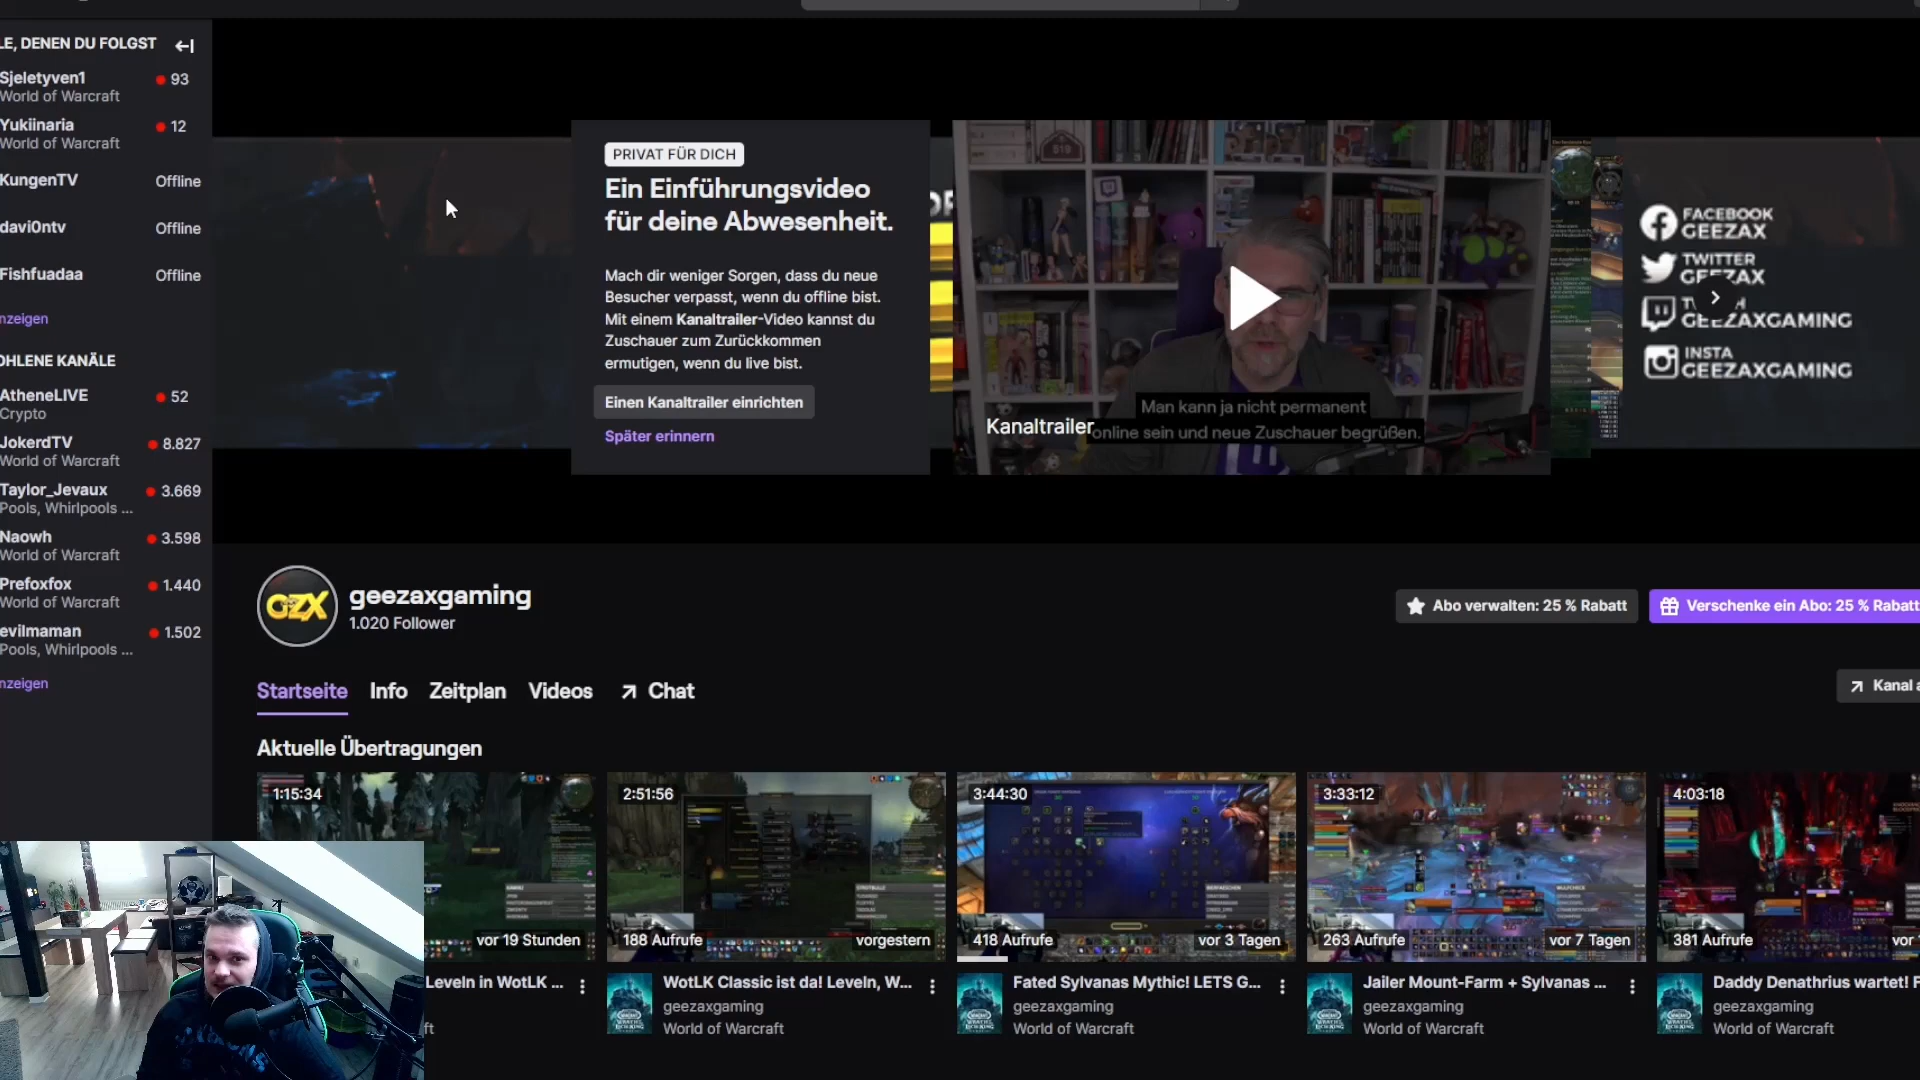 LE, DENEN DU FOLGST
Sjeletyven1
93
World of Warcraft
Yukiinaria
12
World of Warcraft
KungenTV
Offline
davi0ntv
Offline
Fishfuadaa
Offline
nzeigen
OHLENE KANÄLE
AtheneLIVE
52
Crypto
JokerdTV
8.827
World of Warcraft
Taylor_Jevaux
3.669
Pools, Whirlpools ...
Naowh
3.598
World of Warcraft
Prefoxfox
1.440
World of Warcraft
evilmaman
1.502
Pools, Whirlpools ...
nzeigen
PRIVAT FÜR DICH
Ein Einführungsvideo
für deine Abwesenheit.
Mach dir weniger Sorgen, dass du neue
Besucher verpasst, wenn du offline bist.
Mit einem Kanaltrailer-Video kannst du
Zuschauer zum Zurückkommen
ermutigen, wenn du live bist.
Einen Kanaltrailer einrichten
Später erinnern
Man kann ja nicht permanent
online sein und neue Zuschauer begrüßen.
Kanaltrailer
FACEBOOK
GEEZAX
TWITTER
GEEZAX
GEEZAXGAMING
INSTA
GEEZAXGAMING
GZX
geezaxgaming
1.020 Follower
Abo verwalten: 25 % Rabatt
Verschenke ein Abo: 25 % Rabatt
Startseite
Info
Zeitplan
Videos
Chat
Kanal a
Aktuelle Übertragungen
1:15:34
vor 19 Stunden
Leveln in WotLK ...
ft
2:51:56
188 Aufrufe
vorgestern
WotLK Classic ist da! Leveln, W...
geezaxgaming
World of Warcraft
3:44:30
418 Aufrufe
vor 3 Tagen
Fated Sylvanas Mythic! LETS G...
geezaxgaming
World of Warcraft
3:33:12
263 Aufrufe
vor 7 Tagen
Jailer Mount-Farm + Sylvanas ...
geezaxgaming
World of Warcraft
4:03:18
381 Aufrufe
vor
Daddy Denathrius wartet! F
geezaxgaming
World of Warcraft